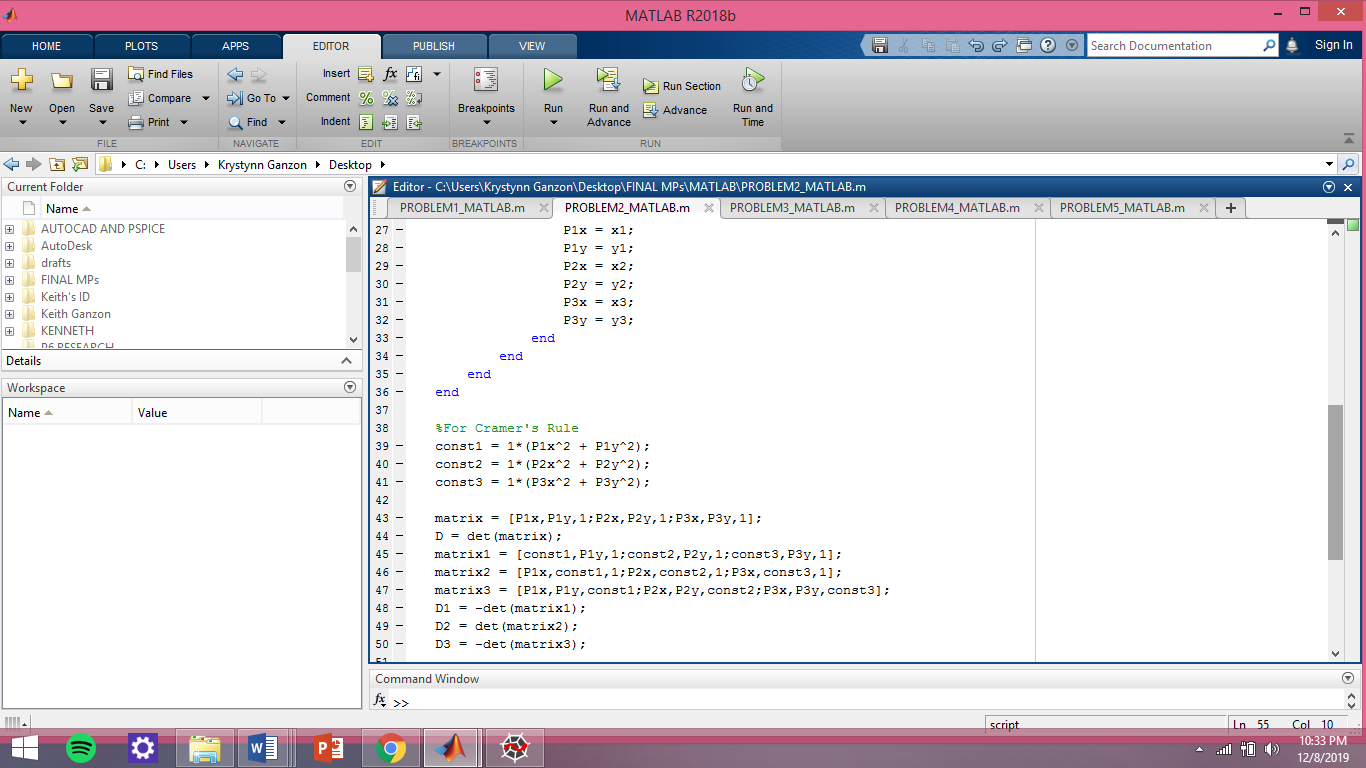 MATLAB R2018b
HOME PLOTS APPS EDITOR PUBLISH VIEW
Search Documentation
Sign In
New Open Save
Find Files
Compare
Print
FILE
Go To
Find
NAVIGATE
Insert fx
Comment
Indent
EDIT
Breakpoints
BREAKPOINTS
Run
Run and Advance
Run Section
Advance
Run and Time
RUN
C: Users Krystynn Ganzon Desktop
Current Folder
Name
AUTOCAD AND PSPICE
AutoDesk
drafts
FINAL MPs
Keith's ID
Keith Ganzon
KENNETH
P6 RESEARCH
Details
Workspace
Name Value
Editor - C:\Users\Krystynn Ganzon\Desktop\FINAL MPs\MATLAB\PROBLEM2_MATLAB.m
PROBLEM1_MATLAB.m PROBLEM2_MATLAB.m PROBLEM3_MATLAB.m PROBLEM4_MATLAB.m PROBLEM5_MATLAB.m
27 – P1x = x1;
28 – P1y = y1;
29 – P2x = x2;
30 – P2y = y2;
31 – P3x = x3;
32 – P3y = y3;
33 – end
34 – end
35 – end
36 – end
37
38 %For Cramer's Rule
39 – const1 = 1*(P1x^2 + P1y^2);
40 – const2 = 1*(P2x^2 + P2y^2);
41 – const3 = 1*(P3x^2 + P3y^2);
42
43 – matrix = [P1x,P1y,1;P2x,P2y,1;P3x,P3y,1];
44 – D = det(matrix);
45 – matrix1 = [const1,P1y,1;const2,P2y,1;const3,P3y,1];
46 – matrix2 = [P1x,const1,1;P2x,const2,1;P3x,const3,1];
47 – matrix3 = [P1x,P1y,const1;P2x,P2y,const2;P3x,P3y,const3];
48 – D1 = -det(matrix1);
49 – D2 = det(matrix2);
50 – D3 = -det(matrix3);
51
Command Window
fx >>
script
Ln 55 Col 10
10:33 PM
12/8/2019